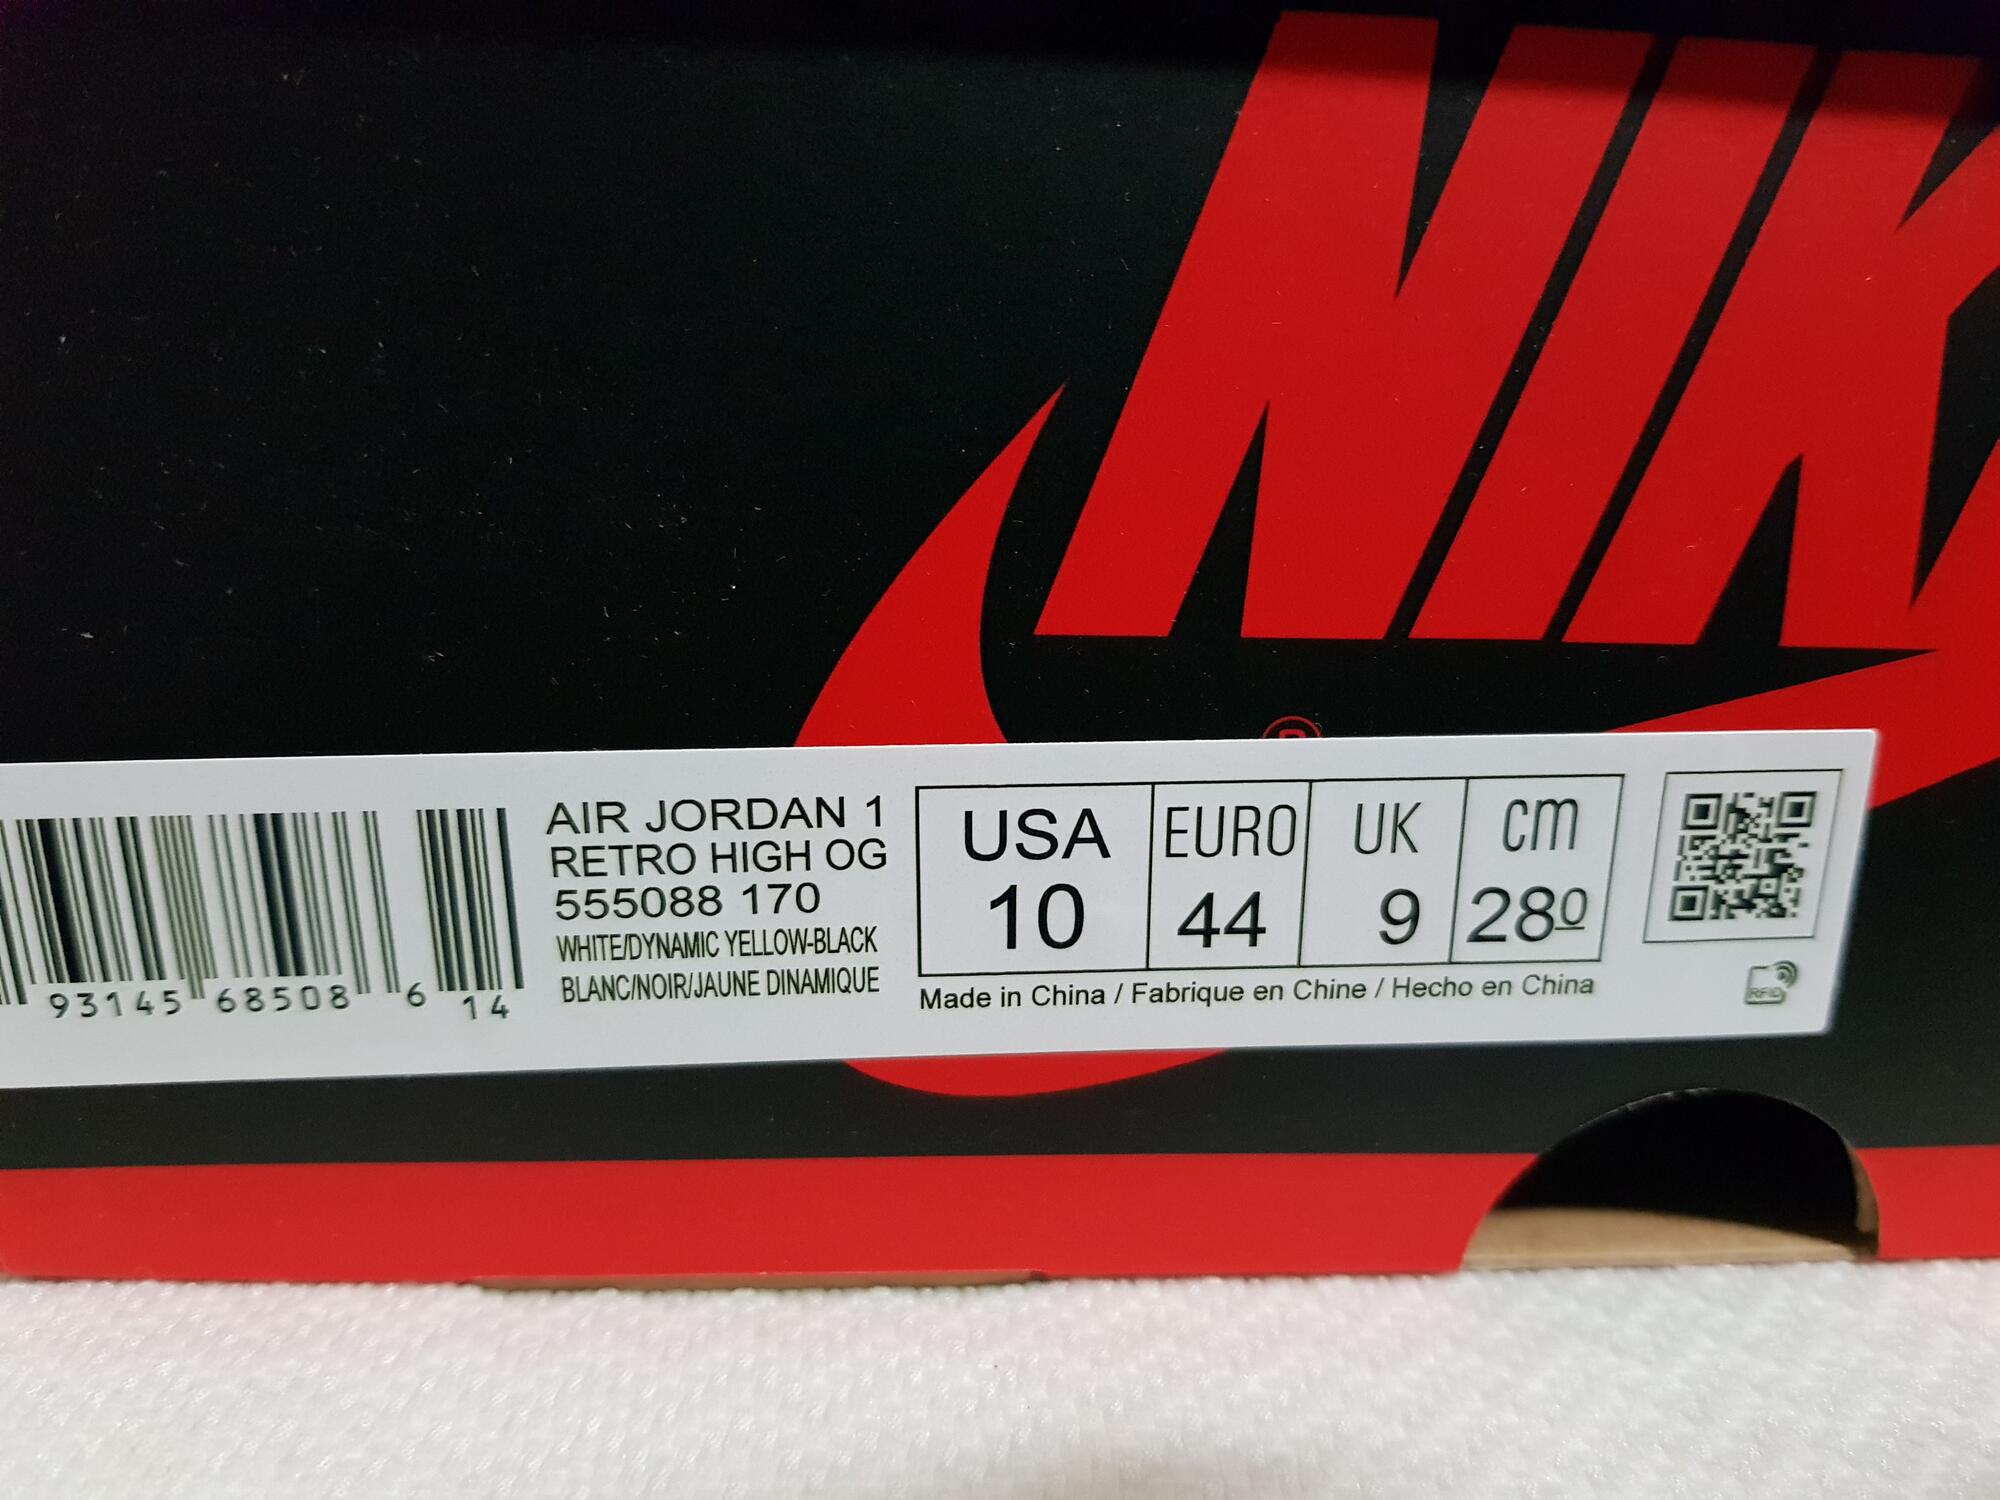 NIK
®
AIR JORDAN 1
RETRO HIGH OG
555088 170
WHITE/DYNAMIC YELLOW-BLACK
BLANC/NOIR/JAUNE DINAMIQUE
93145 68508 6 14
USA EURO UK cm
10 44 9 280
Made in China / Fabrique en Chine / Hecho en China
RFID